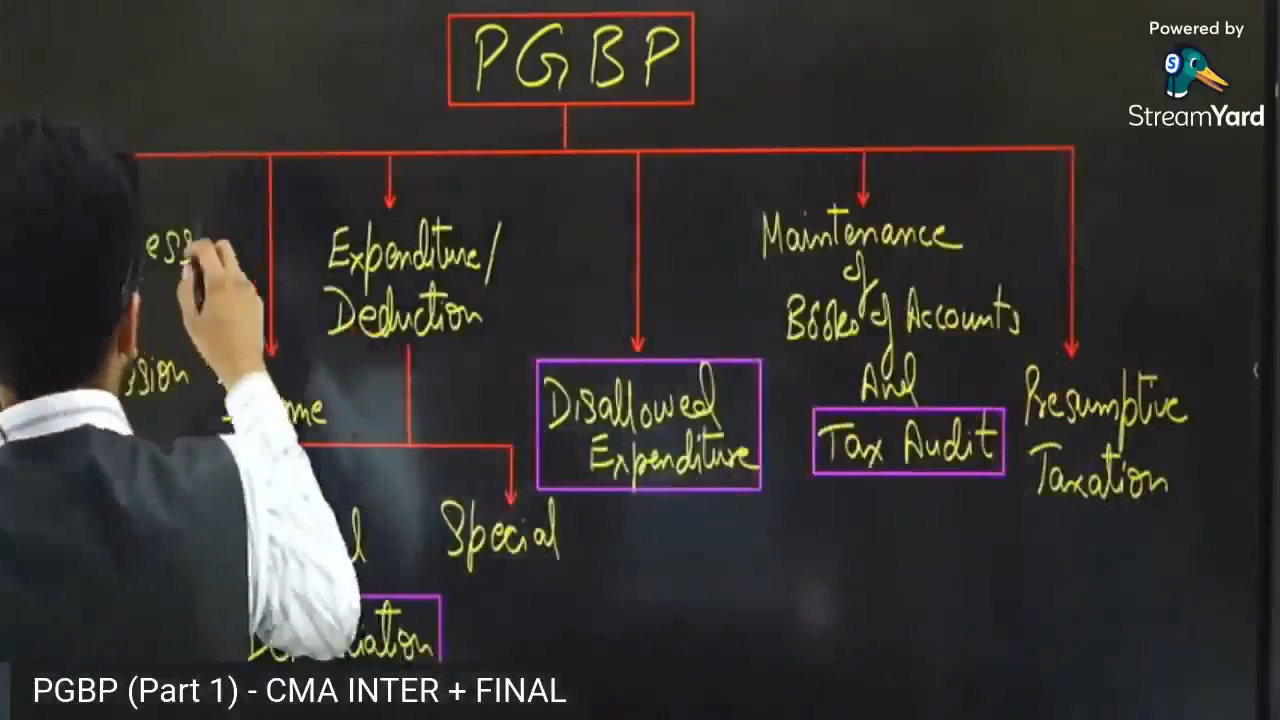 PGBP
Powered by
StreamYard
Expenditure/
Deduction
Special
Disallowed
Expenditure
Maintenance
of
Books of Accounts
And
Tax Audit
Presumptive
Taxation
PGBP (Part 1) - CMA INTER + FINAL